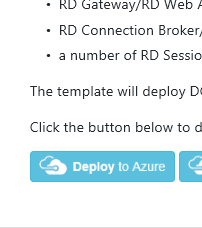 • RD Gateway/RD Web
• RD Connection Broker/
• a number of RD Sessio
The template will deploy D
Click the button below to d
Deploy to Azure